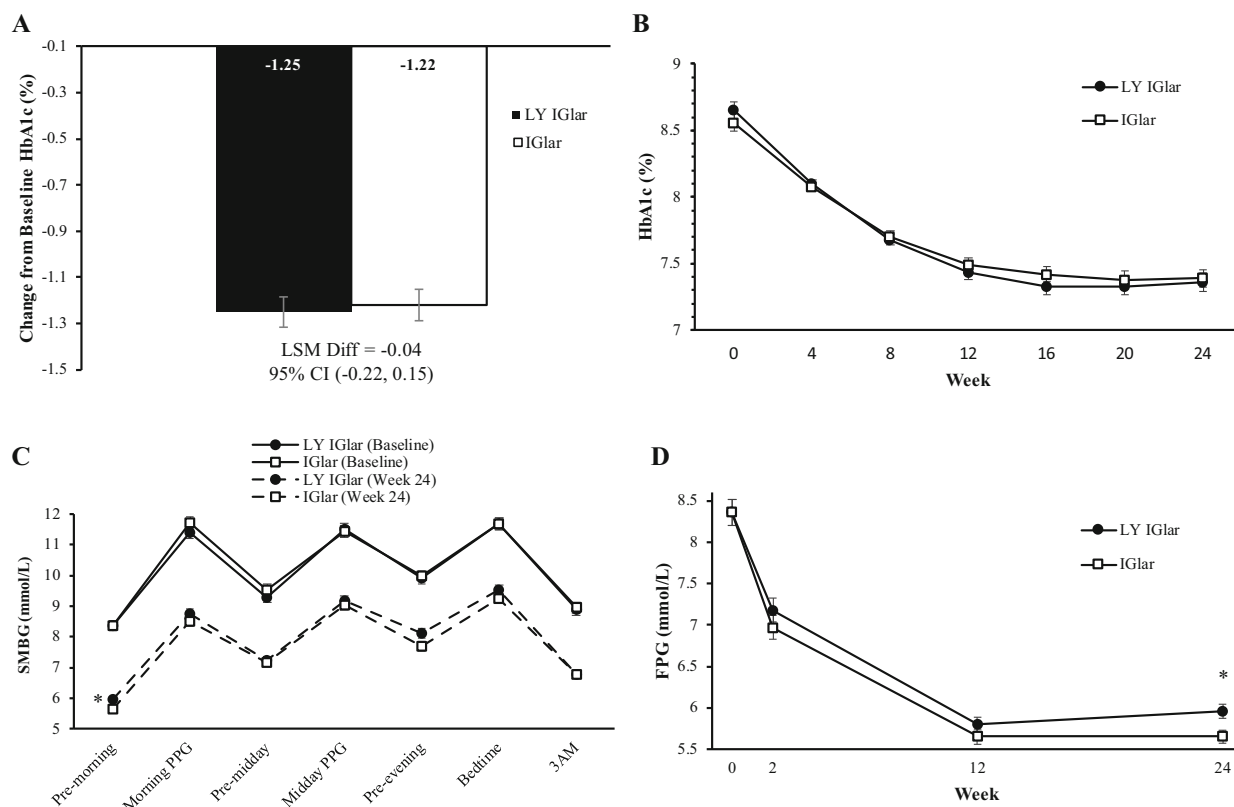 A
-0.1
-0.3
-0.5
-0.7
-0.9
-1.1
-1.3
-1.5
Change from Baseline HbA1c (%)
-1.25
-1.22
LY IGlar
IGlar
LSM Diff = -0.04
95% CI (-0.22, 0.15)
B
9
8.5
8
7.5
7
HbA1c (%)
LY IGlar
IGlar
0 4 8 12 16 20 24
Week
C
LY IGlar (Baseline)
IGlar (Baseline)
LY IGlar (Week 24)
IGlar (Week 24)
12
11
10
9
8
7
6
5
SMBG (mmol/L)
*
Pre-morning
Morning PPG
Pre-midday
Midday PPG
Pre-evening
Bedtime
3AM
D
8.5
8
7.5
7
6.5
6
5.5
FPG (mmol/L)
LY IGlar
IGlar
*
0 2 12 24
Week